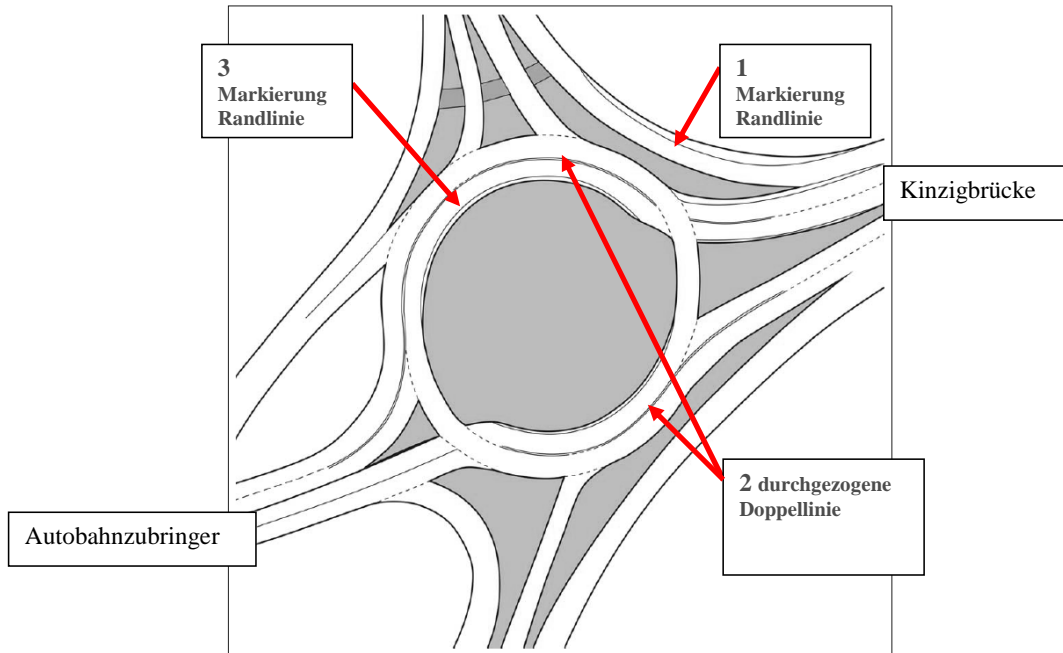 3
Markierung
Randlinie
1
Markierung
Randlinie
Kinzigbrücke
2 durchgezogene
Doppellinie
Autobahnzubringer